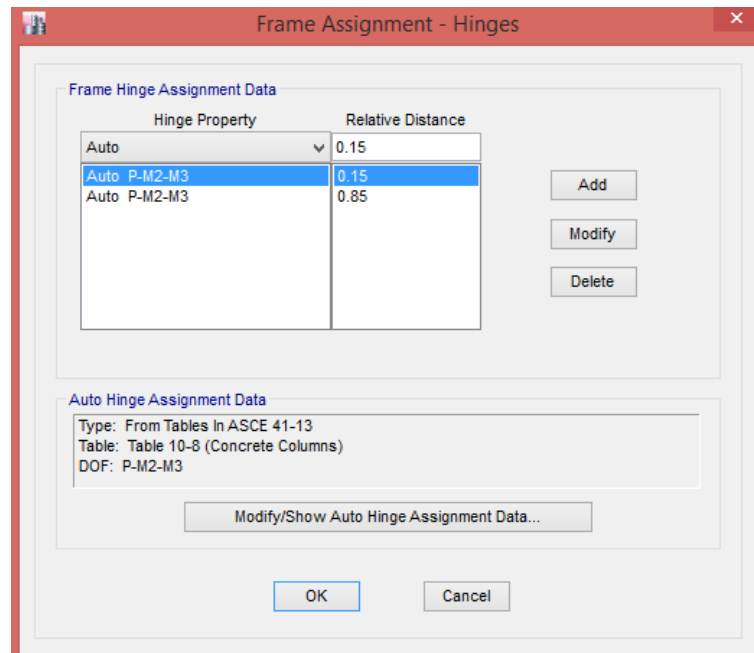 Frame Assignment - Hinges
Frame Hinge Assignment Data
Hinge Property Relative Distance
Auto 0.15
Auto P-M2-M3 0.15
Auto P-M2-M3 0.85
Add
Modify
Delete
Auto Hinge Assignment Data
Type: From Tables In ASCE 41-13
Table: Table 10-8 (Concrete Columns)
DOF: P-M2-M3
Modify/Show Auto Hinge Assignment Data...
OK Cancel